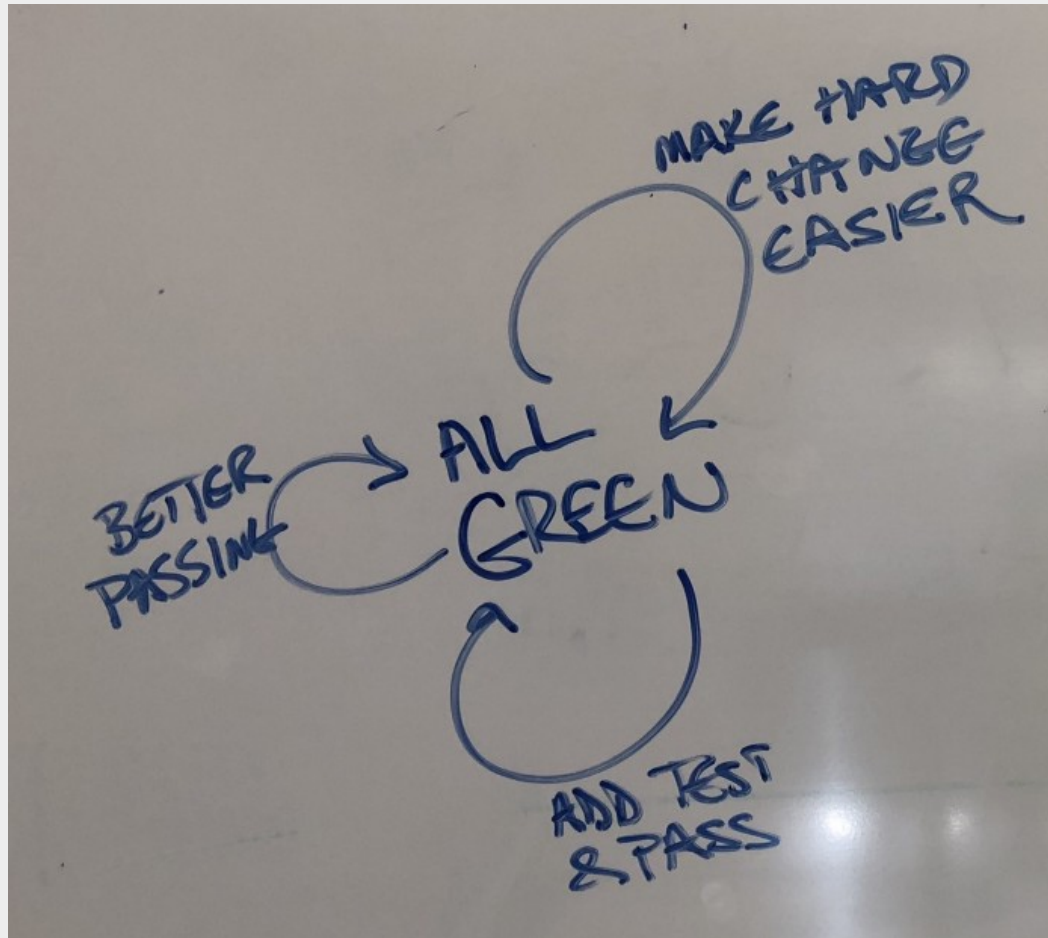 MAKE HARD
CHANGE
EASIER
ALL
GREEN
BETTER
PASSING
ADD TEST
& PASS